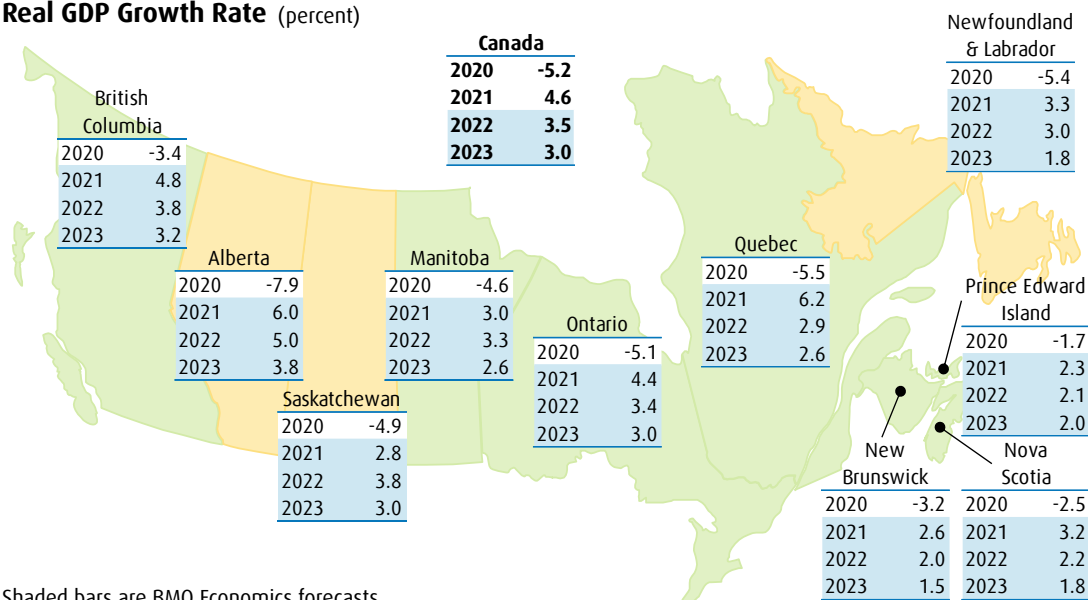 Real GDP Growth Rate (percent)
Canada
2020 -5.2
2021 4.6
2022 3.5
2023 3.0
Newfoundland
& Labrador
2020 -5.4
2021 3.3
2022 3.0
2023 1.8
British
Columbia
2020 -3.4
2021 4.8
2022 3.8
2023 3.2
Alberta
2020 -7.9
2021 6.0
2022 5.0
2023 3.8
Manitoba
2020 -4.6
2021 3.0
2022 3.3
2023 2.6
Quebec
2020 -5.5
2021 6.2
2022 2.9
2023 2.6
Ontario
2020 -5.1
2021 4.4
2022 3.4
2023 3.0
Prince Edward
Island
2020 -1.7
2021 2.3
2022 2.1
2023 2.0
Saskatchewan
2020 -4.9
2021 2.8
2022 3.8
2023 3.0
New
Brunswick
2020 -3.2
2021 2.6
2022 2.0
2023 1.5
Nova
Scotia
2020 -2.5
2021 3.2
2022 2.2
2023 1.8
Shaded bars are BMO Economics forecasts